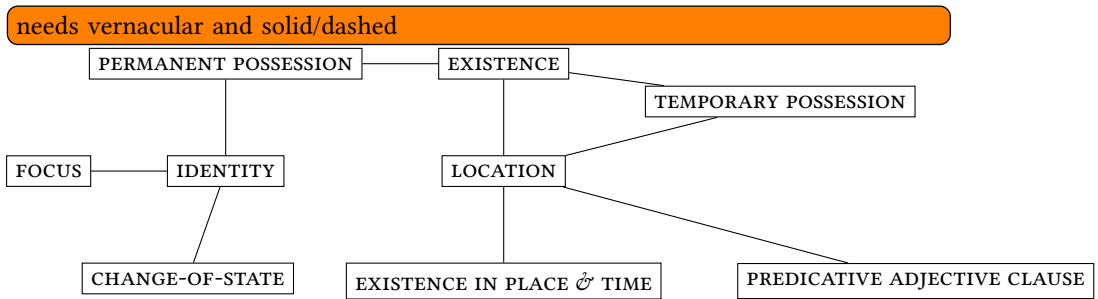 needs vernacular and solid/dashed
PERMANENT POSSESSION
EXISTENCE
TEMPORARY POSSESSION
FOCUS
IDENTITY
LOCATION
CHANGE-OF-STATE
EXISTENCE IN PLACE & TIME
PREDICATIVE ADJECTIVE CLAUSE